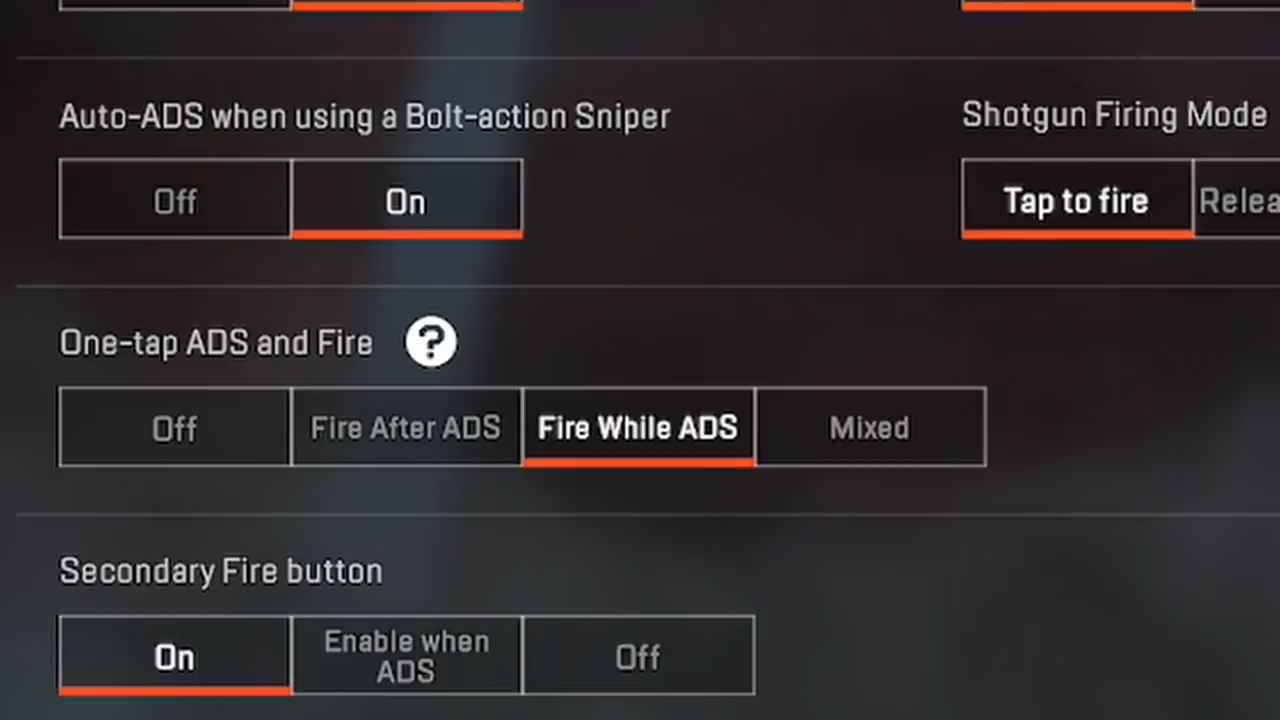 Auto-ADS when using a Bolt-action Sniper
Shotgun Firing Mode
Off
On
Tap to fire
One-tap ADS and Fire ?
Off
Fire After ADS
Fire While ADS
Mixed
Secondary Fire button
On
Enable when
ADS
Off